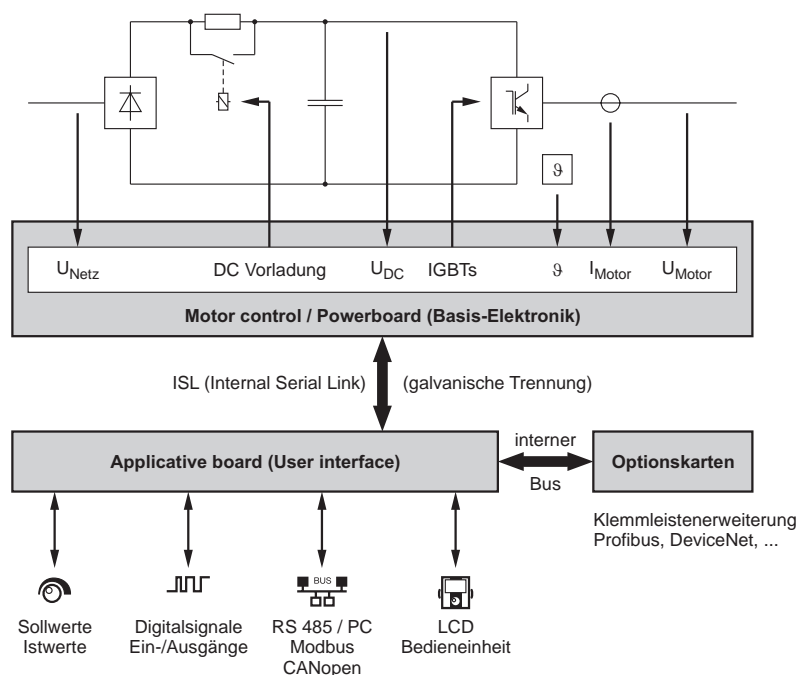 ϑ
U_Netz DC Vorladung U_DC IGBTs ϑ I_Motor U_Motor
Motor control / Powerboard (Basis-Elektronik)
ISL (Internal Serial Link) (galvanische Trennung)
Applicative board (User interface)
interner
Bus
Optionskarten
Klemmleistenerweiterung
Profibus, DeviceNet, ...
BUS
Sollwerte
Istwerte
Digitalsignale
Ein-/Ausgänge
RS 485 / PC
Modbus
CANopen
LCD
Bedieneinheit